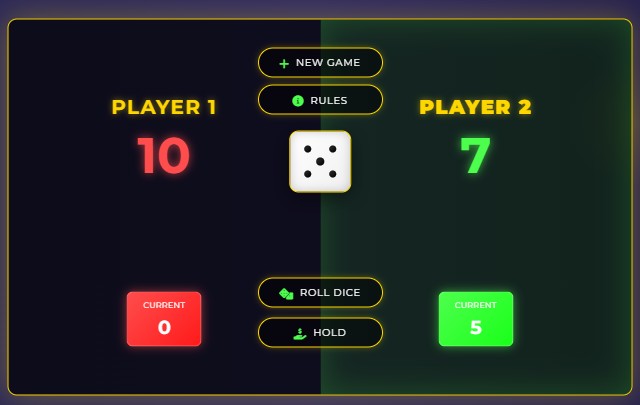 NEW GAME
RULES
PLAYER 1
10
PLAYER 2
7
CURRENT
0
ROLL DICE
HOLD
CURRENT
5